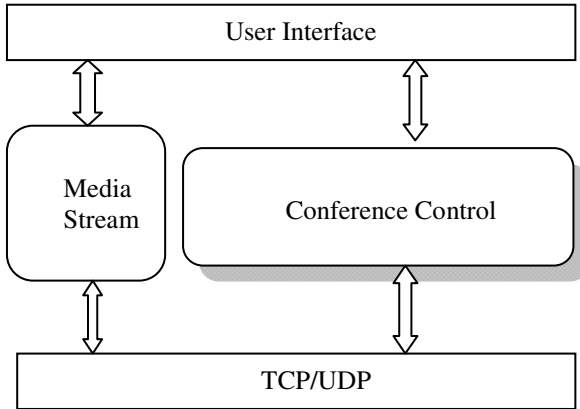 User Interface
Media
Stream
Conference Control
TCP/UDP